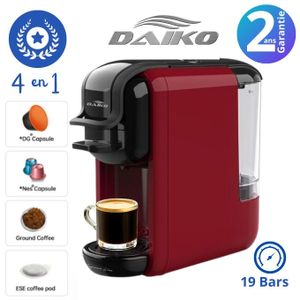 DAIKO
2 ans
Garantie
4 en 1
*DG Capsule
*Nes Capsule
Ground Coffee
ESE coffee pod
DAIKO
19 Bars